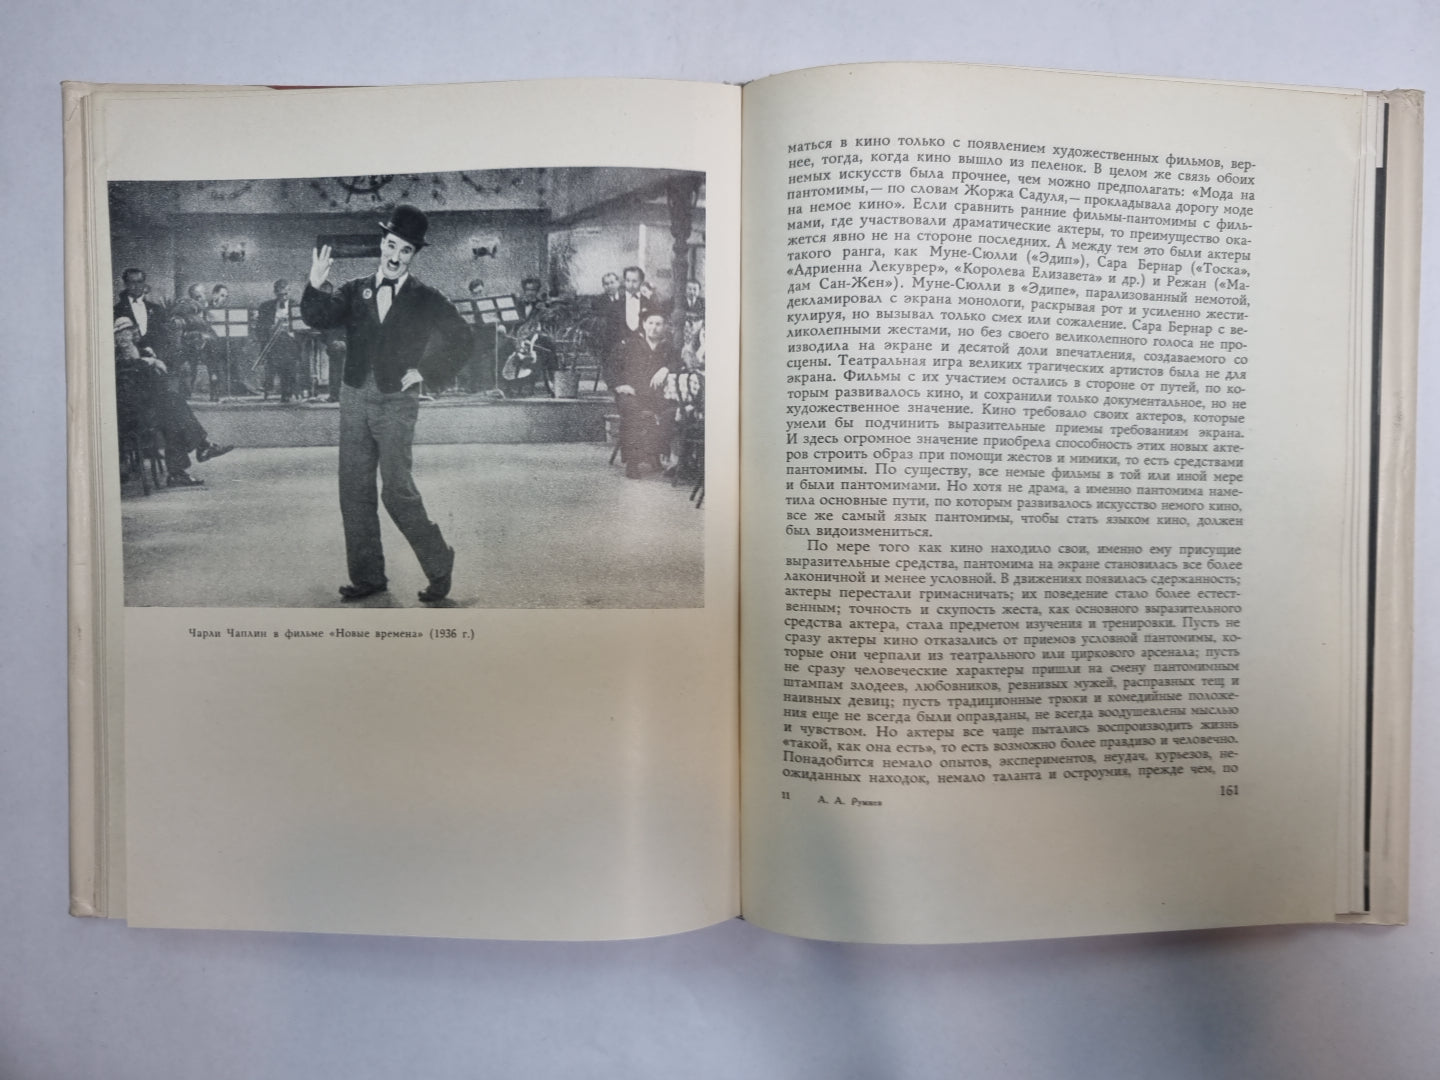 Чарли Чаплин в фильме «Новые времена» (1936 г.)
маться в кино только с появлением художественных фильмов, вер-
нее, тогда, когда кино вышло из пеленок. В целом же связь обоих
немых искусств была прочнее, чем можно предполагать: «Мода на
пантомимы,— по словам Жоржа Садуля,— прокладывала дорогу моде
на немое кино». Если сравнить ранние фильмы-пантомимы с филь-
мами, где участвовали драматические актеры, то преимущество ока-
жется явно не на стороне последних. А между тем это были актеры
такого ранга, как Муне-Сюлли («Эдип»), Сара Бернар («Тоска»,
«Адриенна Лекуврер», «Королева Елизавета» и др.) и Режан («Ма-
дам Сан-Жен»). Муне-Сюлли в «Эдипе», парализованный немотой,
декламировал с экрана монологи, раскрывая рот и усиленно жести-
кулируя, но вызывал только смех или сожаление. Сара Бернар с ве-
ликолепными жестами, но без своего великолепного голоса не про-
изводила на экране и десятой доли впечатления, создаваемого со
сцены. Театральная игра великих трагических артистов была не для
экрана. Фильмы с их участием остались в стороне от путей, по ко-
торым развивалось кино, и сохранили только документальное, но не
художественное значение. Кино требовало своих актеров, которые
умели бы подчинить выразительные приемы требованиям экрана.
И здесь огромное значение приобрела способность этих новых акте-
ров строить образ при помощи жестов и мимики, то есть средствами
пантомимы. По существу, все немые фильмы в той или иной мере
и были пантомимами. Но хотя не драма, а именно пантомима наме-
тила основные пути, по которым развивалось искусство немого кино,
все же самый язык пантомимы, чтобы стать языком кино, должен
был видоизмениться.
По мере того как кино находило свои, именно ему присущие
выразительные средства, пантомима на экране становилась все более
лаконичной и менее условной. В движениях появилась сдержанность;
актеры перестали гримасничать; их поведение стало более естест-
венным; точность и скупость жеста, как основного выразительного
средства актера, стала предметом изучения и тренировки. Пусть не
сразу актеры кино отказались от приемов условной пантомимы, ко-
торые они черпали из театрального или циркового арсенала; пусть
не сразу человеческие характеры пришли на смену пантомимным
штампам злодеев, любовников, ревнивых мужей, расправных тещ и
наивных девиц; пусть традиционные трюки и комедийные положе-
ния еще не всегда были оправданы, не всегда воодушевлены мыслью
и чувством. Но актеры все чаще пытались воспроизводить жизнь
«такой, как она есть», то есть возможно более правдиво и человечно.
Понадобится немало опытов, экспериментов, неудач, курьезов, не-
ожиданных находок, немало таланта и остроумия, прежде чем, по
11 А. А. Румнев
161